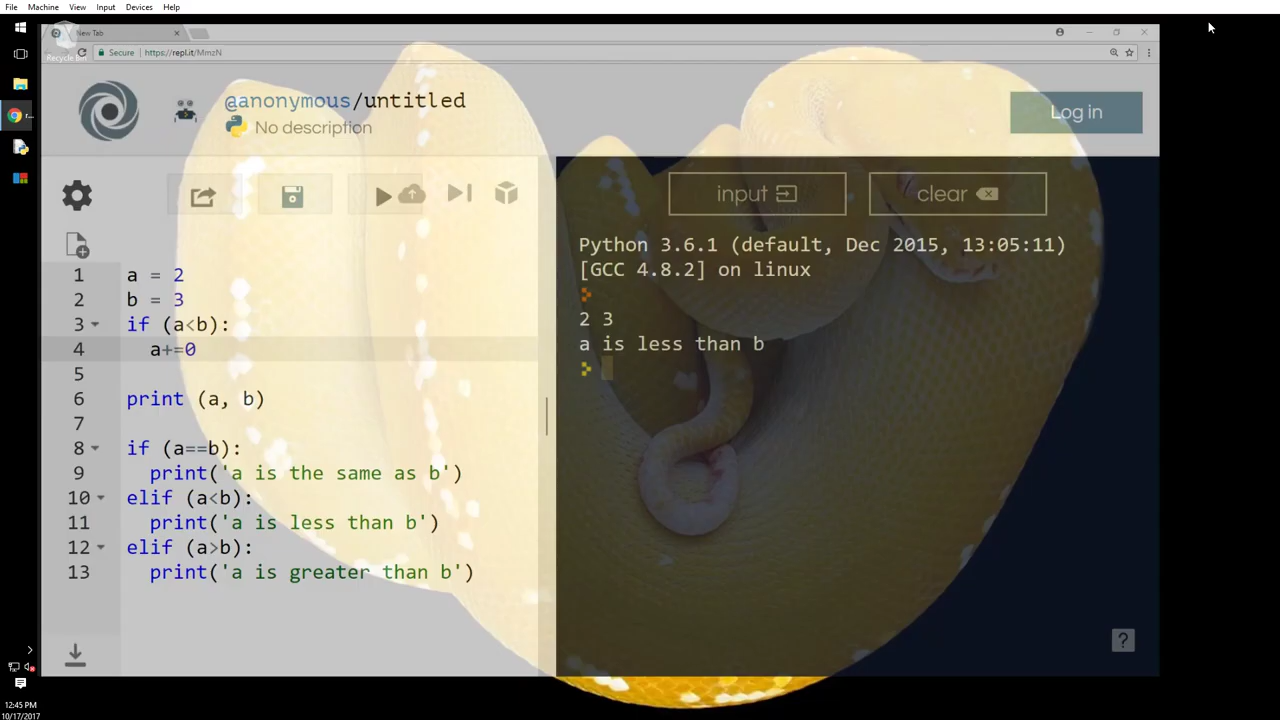 File Machine View Input Devices Help
New Tab
Secure https://repl.it/MmzN
Recycle Bin
@anonymous/untitled
No description
Log in
input
clear
Python 3.6.1 (default, Dec 2015, 13:05:11)
[GCC 4.8.2] on linux
2 3
a is less than b
1 a = 2
2 b = 3
3 if (a<b):
4 a+=0
5
6 print (a, b)
7
8 if (a==b):
9 print('a is the same as b')
10 elif (a<b):
11 print('a is less than b')
12 elif (a>b):
13 print('a is greater than b')
?
12:45 PM
10/17/2017